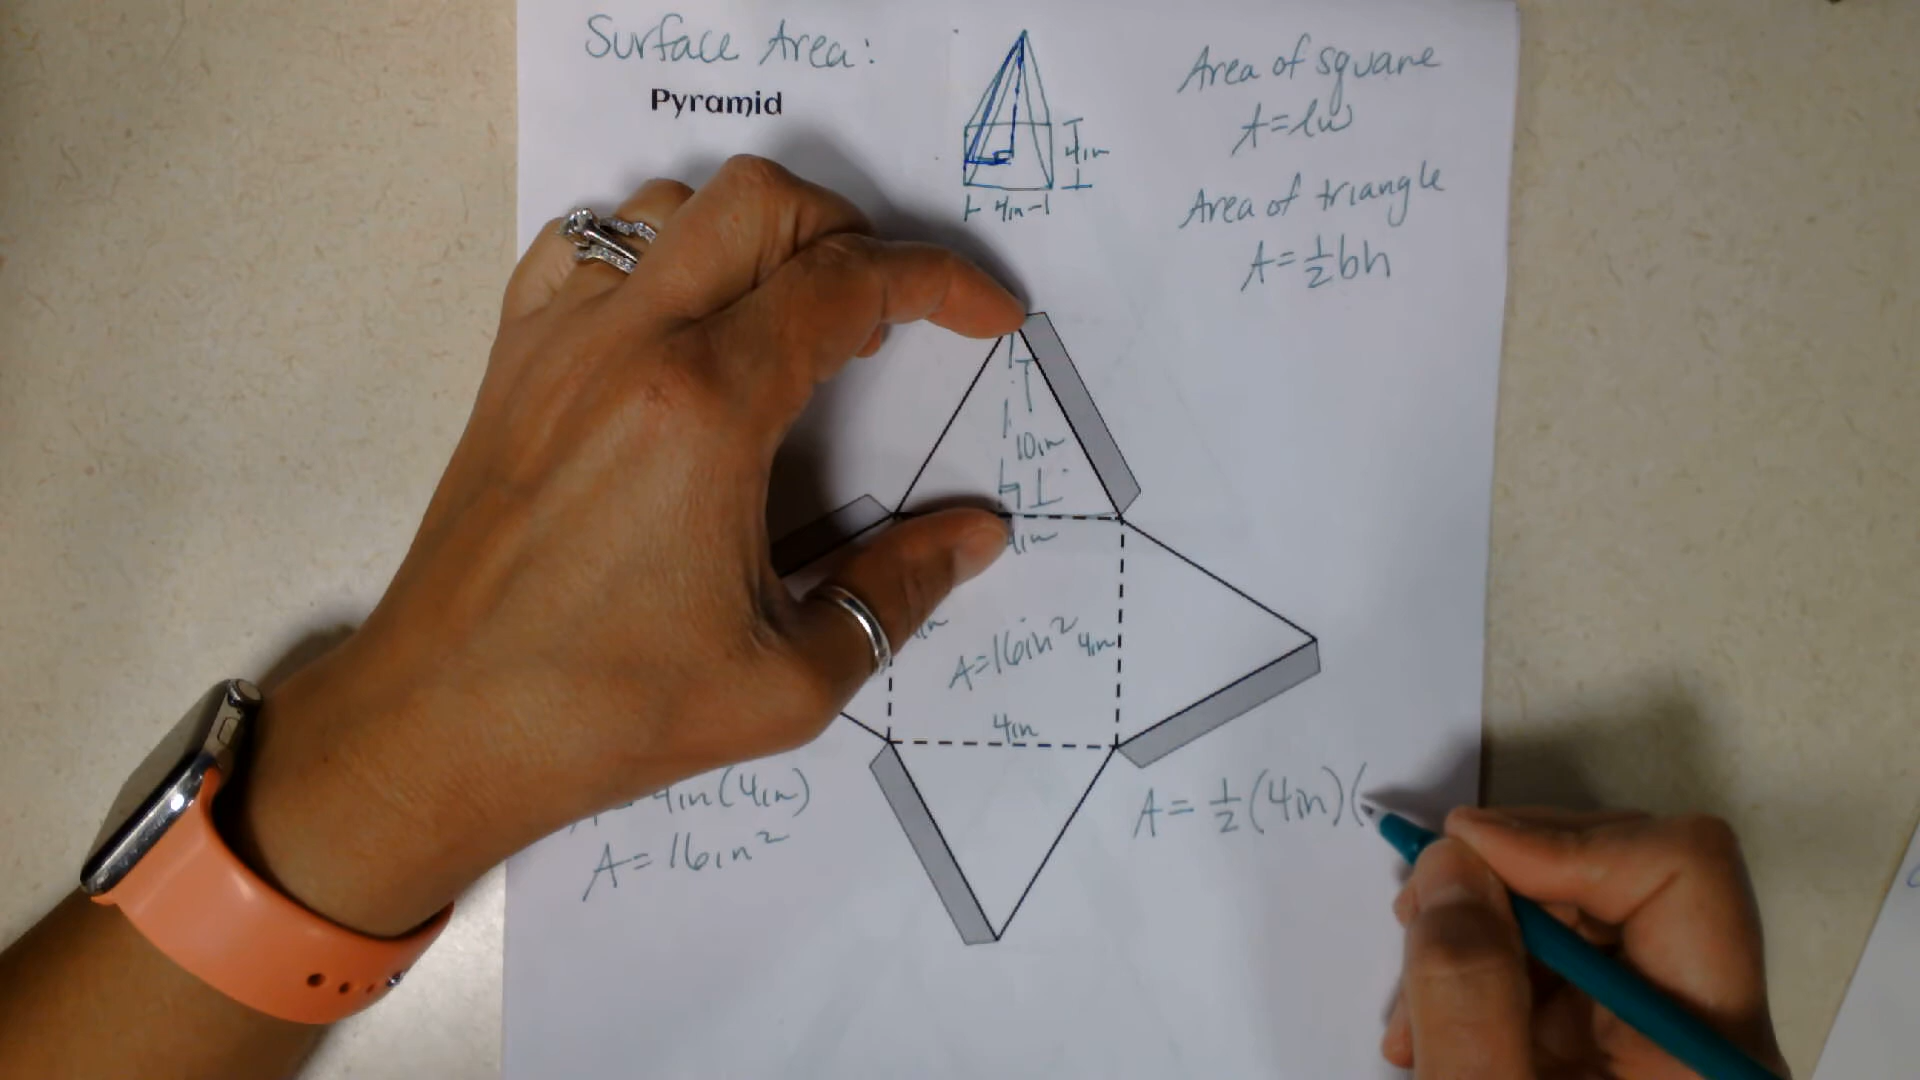 Surface Area:
Pyramid
4in
4in
Area of square
A=lw
Area of triangle
A=½bh
10in
4in
A=16in² 4in
4in
4in(4in)
A=16in²
A=½(4in)(